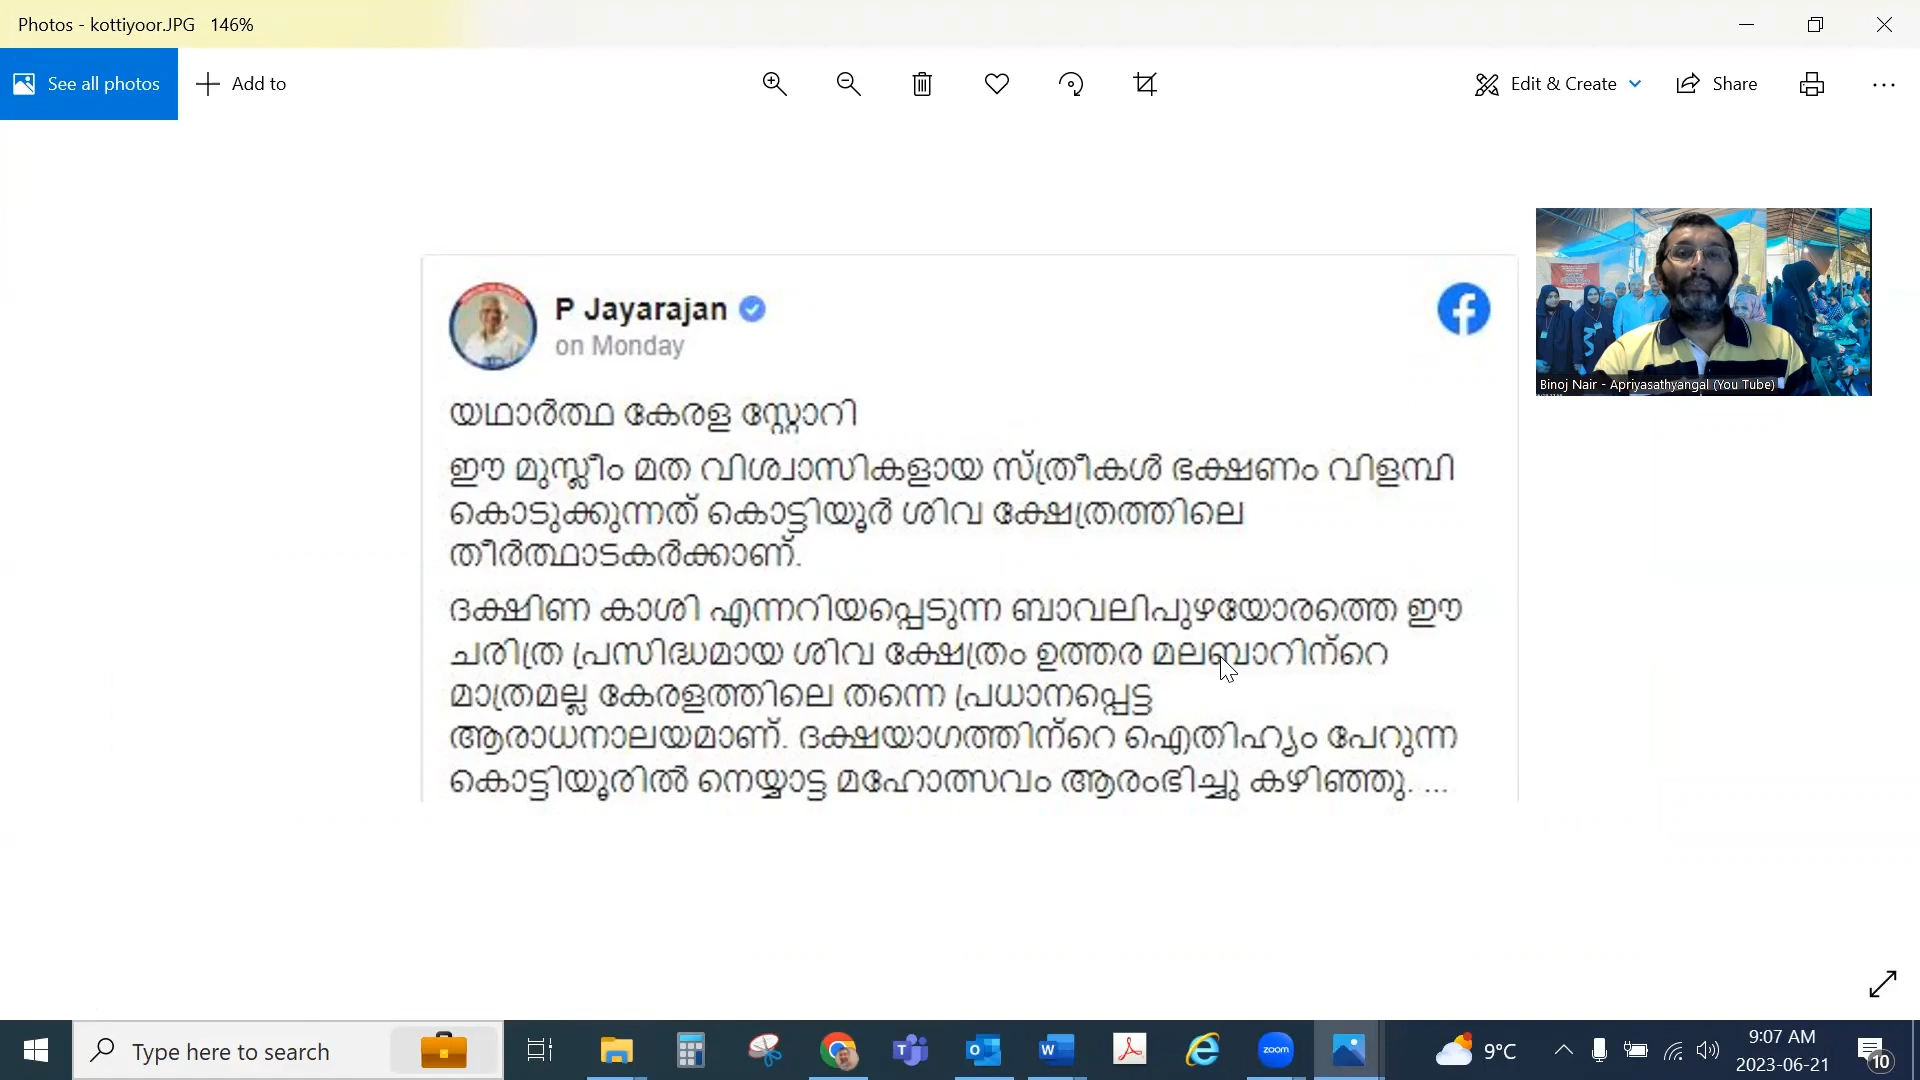 Photos - kottiyoor.JPG 146%
See all photos
Add to
Edit & Create
Share
P Jayarajan
on Monday
യഥാർത്ഥ കേരള സ്റ്റോറി
ഈ മുസ്ലീം മത വിശ്വാസികളായ സ്ത്രീകൾ ഭക്ഷണം വിളമ്പി
കൊടുക്കുന്നത് കൊട്ടിയൂർ ശിവ ക്ഷേത്രത്തിലെ
തീർത്ഥാടകർക്കാണ്.
ദക്ഷിണ കാശി എന്നറിയപ്പെടുന്ന ബാവലിപുഴയോരത്തെ ഈ
ചരിത്ര പ്രസിദ്ധമായ ശിവ ക്ഷേത്രം ഉത്തര മലബാറിന്റെ
മാത്രമല്ല കേരളത്തിലെ തന്നെ പ്രധാനപ്പെട്ട
ആരാധനാലയമാണ്. ദക്ഷയാഗത്തിന്റെ ഐതിഹ്യം പേറുന്ന
കൊട്ടിയൂരിൽ നെയ്യാട്ട മഹോത്സവം ആരംഭിച്ചു കഴിഞ്ഞു. ...
Binoj Nair - Apriyasathyangal (You Tube)
Type here to search
zoom
9°C
9:07 AM
2023-06-21
10